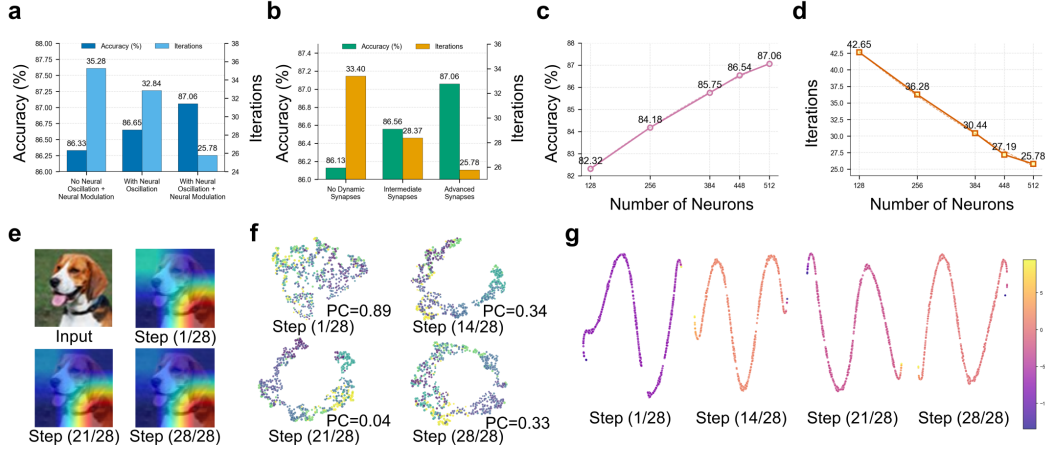 a
Accuracy (%)
Iterations
88.00
87.75
87.50
87.25
87.00
86.75
86.50
86.25
86.00
38
36
34
32
30
28
26
24
86.33
35.28
86.65
32.84
87.06
25.78
No Neural
Oscillation +
Neural Modulation
With Neural
Oscillation
With Neural
Oscillation +
Neural Modulation
Accuracy (%)
Iterations
b
Accuracy (%)
Iterations
87.6
87.4
87.2
87.0
86.8
86.6
86.4
86.2
86.0
36
34
32
30
28
26
86.13
33.40
86.56
28.37
87.06
25.78
No Dynamic
Synapses
Intermediate
Synapses
Advanced
Synapses
Accuracy (%)
Iterations
c
88
87
86
85
84
83
82
82.32
84.18
85.75
86.54
87.06
128
256
384
448
512
Number of Neurons
Accuracy (%)
d
42.5
40.0
37.5
35.0
32.5
30.0
27.5
25.0
42.65
36.28
30.44
27.19
25.78
128
256
384
448
512
Number of Neurons
Iterations
e
Input
Step (1/28)
Step (21/28)
Step (28/28)
f
PC=0.89
Step (1/28)
PC=0.34
Step (14/28)
PC=0.04
Step (21/28)
PC=0.33
Step (28/28)
g
Step (1/28)
Step (14/28)
Step (21/28)
Step (28/28)
5
0
-5
-10